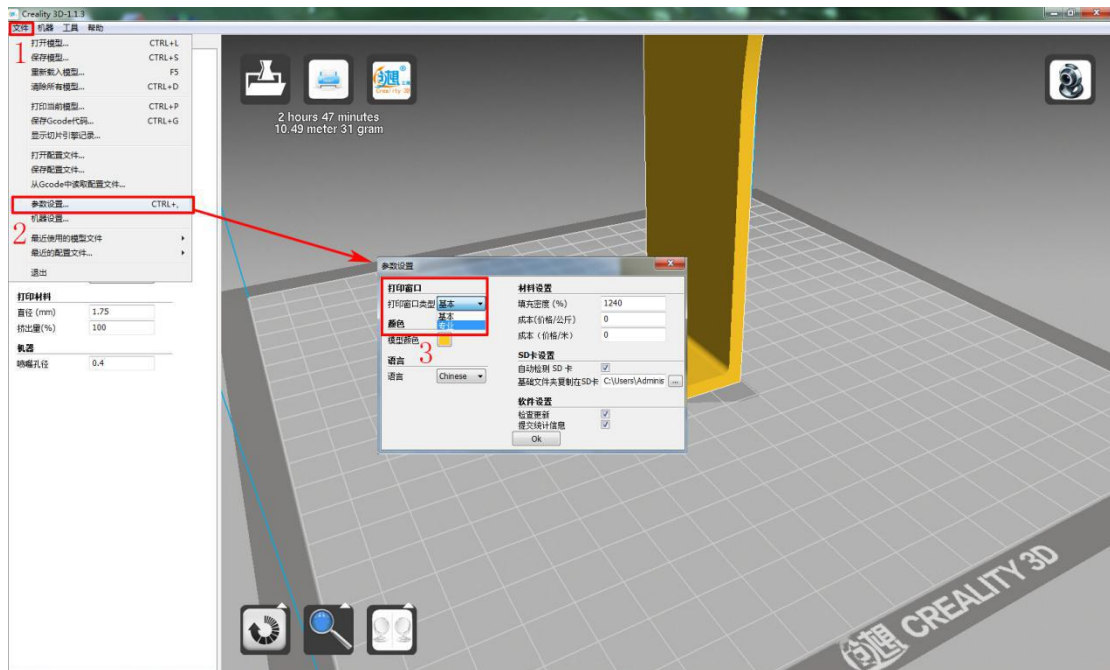 Creality 3D-1.1.3
文件 机器 工具 帮助
1
打开模型... CTRL+L
保存模型... CTRL+S
重新载入模型... F5
清除所有模型... CTRL+D
打印当前模型... CTRL+P
保存Gcode代码... CTRL+G
显示切片引擎记录...
打开配置文件...
保存配置文件...
从Gcode中读取配置文件...
参数设置... CTRL+,
机器设置...
2
最近使用的模型文件
最近的配置文件...
退出
打印材料
直径 (mm) 1.75
挤出量(%) 100
机器
喷嘴孔径 0.4
创想
Creality 3D
2 hours 47 minutes
10.49 meter 31 gram
参数设置
打印窗口
打印窗口类型 基本
基本
专业
颜色
模型颜色
3
语言
语言 Chinese
材料设置
填充密度 (%) 1240
成本(价格/公斤) 0
成本（价格/米） 0
SD卡设置
自动检测 SD 卡
基础文件夹复制在SD卡 C:\Users\Adminis ...
软件设置
检查更新
提交统计信息
Ok
创想 CREALITY 3D